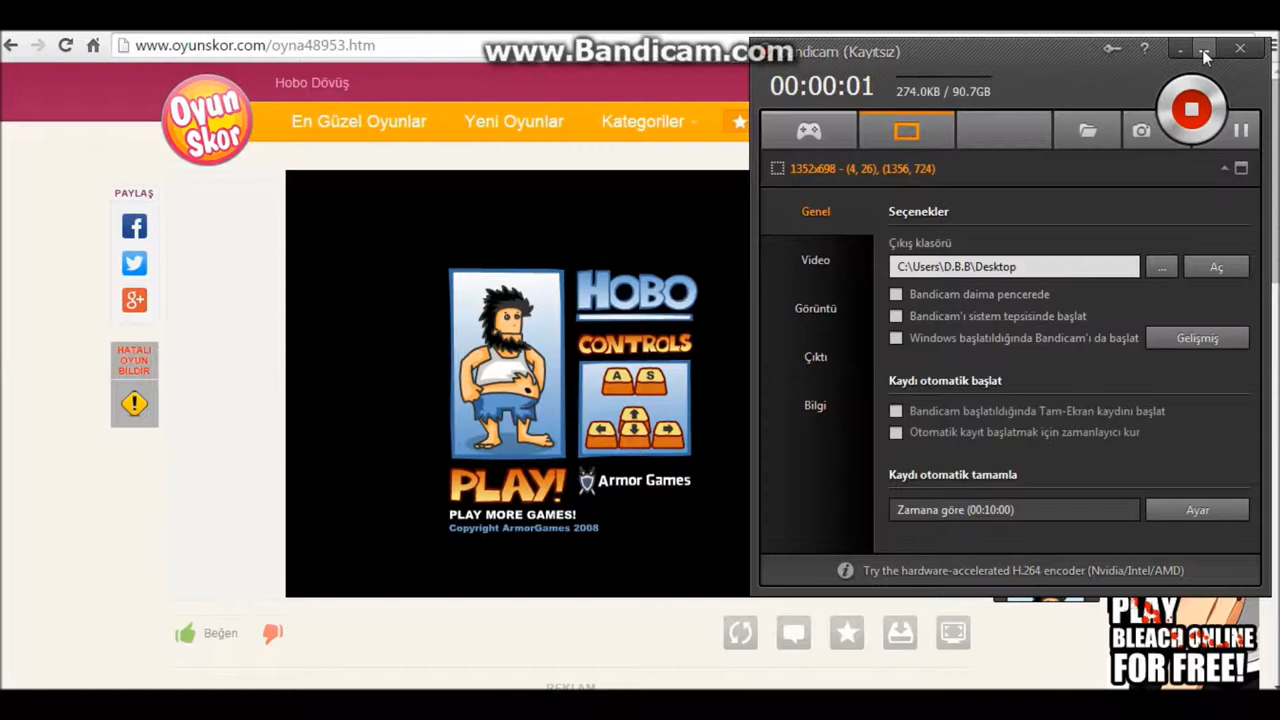 www.oyunskor.com/oyna48953.htm
www.Bandicam.com
Bandicam (Kayıtsız)
?
Hobo Dövüş
Oyun
Skor
En Güzel Oyunlar
Yeni Oyunlar
Kategoriler
00:00:01
274.0KB / 90.7GB
1352x698 - (4, 26), (1356, 724)
PAYLAŞ
HATALI
OYUN
BİLDİR
HOBO
CONTROLS
A S
PLAY!
Armor Games
PLAY MORE GAMES!
Copyright ArmorGames 2008
Genel
Video
Görüntü
Çıktı
Bilgi
Seçenekler
Çıkış klasörü
C:\Users\D.B.B\Desktop
...
Aç
Bandicam daima pencerede
Bandicam'ı sistem tepsisinde başlat
Windows başlatıldığında Bandicam'ı da başlat
Gelişmiş
Kaydı otomatik başlat
Bandicam başlatıldığında Tam-Ekran kaydını başlat
Otomatik kayıt başlatmak için zamanlayıcı kur
Kaydı otomatik tamamla
Zamana göre (00:10:00)
Ayar
Try the hardware-accelerated H.264 encoder (Nvidia/Intel/AMD)
Beğen
REKLAM
PLAY
BLEACH ONLINE
FOR FREE!